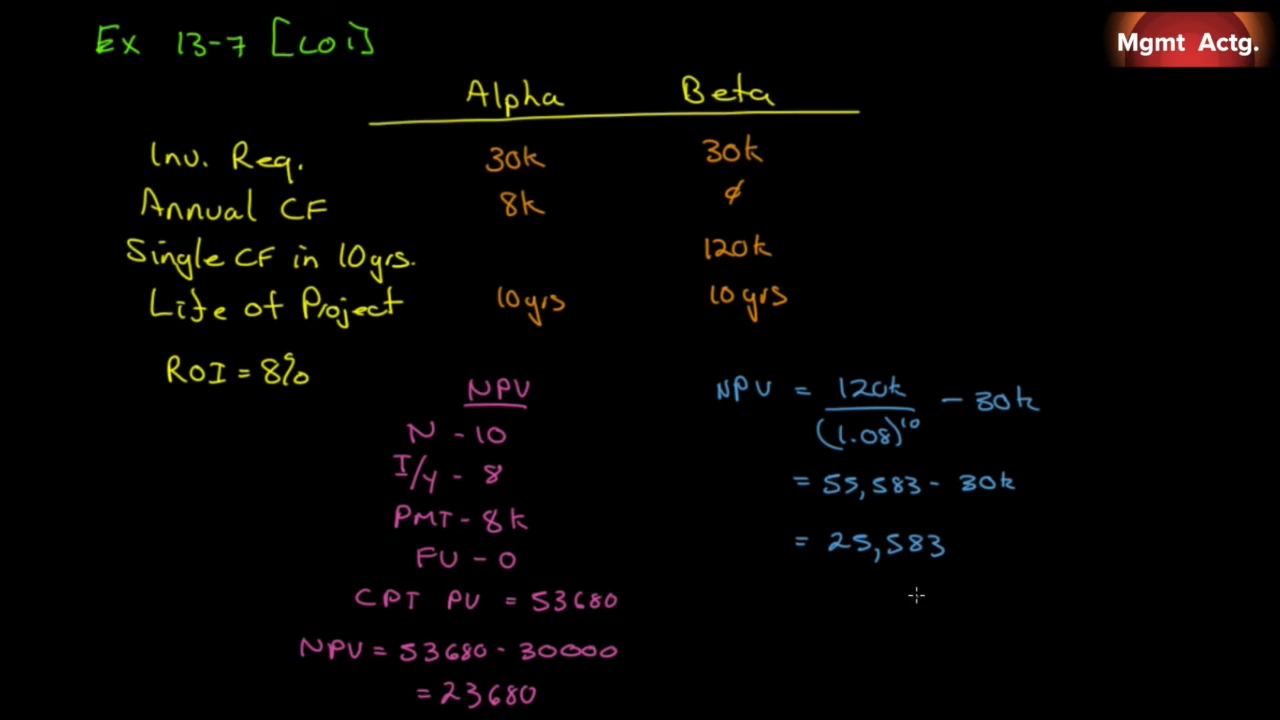 Ex 13-7 [LO1]
Mgmt Actg.
Alpha Beta
Inv. Req. 30k 30k
Annual CF 8k ¢
Single CF in 10yrs. 120k
Life of Project 10yrs 10yrs
ROI = 8%
NPV
N - 10
I/Y - 8
PMT - 8k
FV - 0
CPT PV = 53680
NPV = 53680 - 30000
= 23680
NPV = 120k / (1.08)^10 - 30k
= 55,583 - 30k
= 25,583